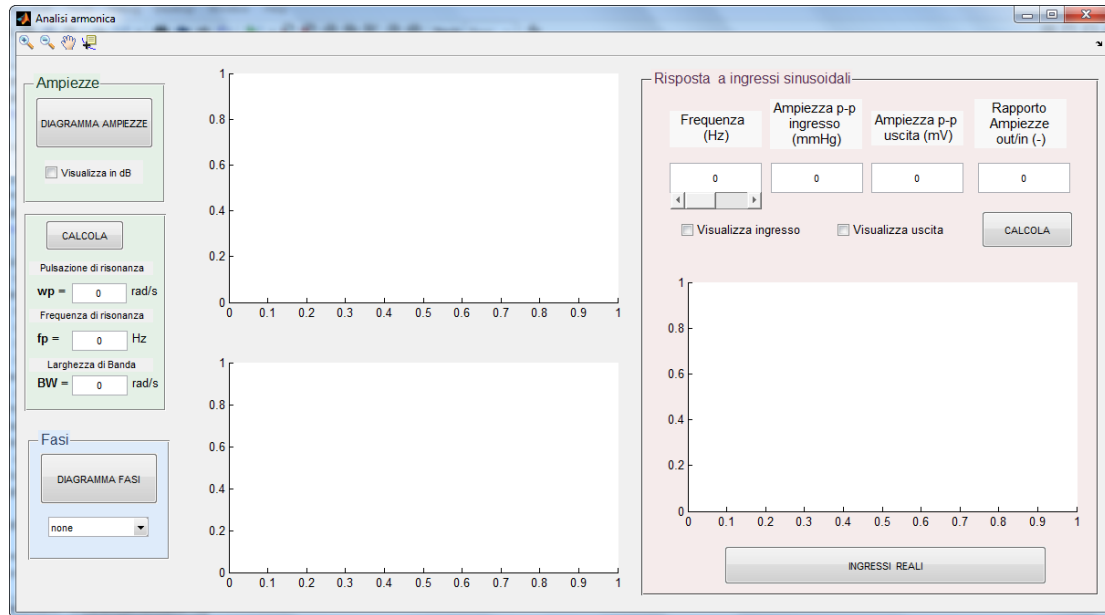 Analisi armonica
Ampiezze
DIAGRAMMA AMPIEZZE
Visualizza in dB
CALCOLA
Pulsazione di risonanza
wp = 0 rad/s
Frequenza di risonanza
fp = 0 Hz
Larghezza di Banda
BW = 0 rad/s
Fasi
DIAGRAMMA FASI
none
1
0.8
0.6
0.4
0.2
0
0 0.1 0.2 0.3 0.4 0.5 0.6 0.7 0.8 0.9 1
1
0.8
0.6
0.4
0.2
0
0 0.1 0.2 0.3 0.4 0.5 0.6 0.7 0.8 0.9 1
Risposta a ingressi sinusoidali
Frequenza
(Hz)
Ampiezza p-p
ingresso
(mmHg)
Ampiezza p-p
uscita (mV)
Rapporto
Ampiezze
out/in (-)
0 0 0 0
Visualizza ingresso Visualizza uscita CALCOLA
1
0.8
0.6
0.4
0.2
0
0 0.1 0.2 0.3 0.4 0.5 0.6 0.7 0.8 0.9 1
INGRESSI REALI